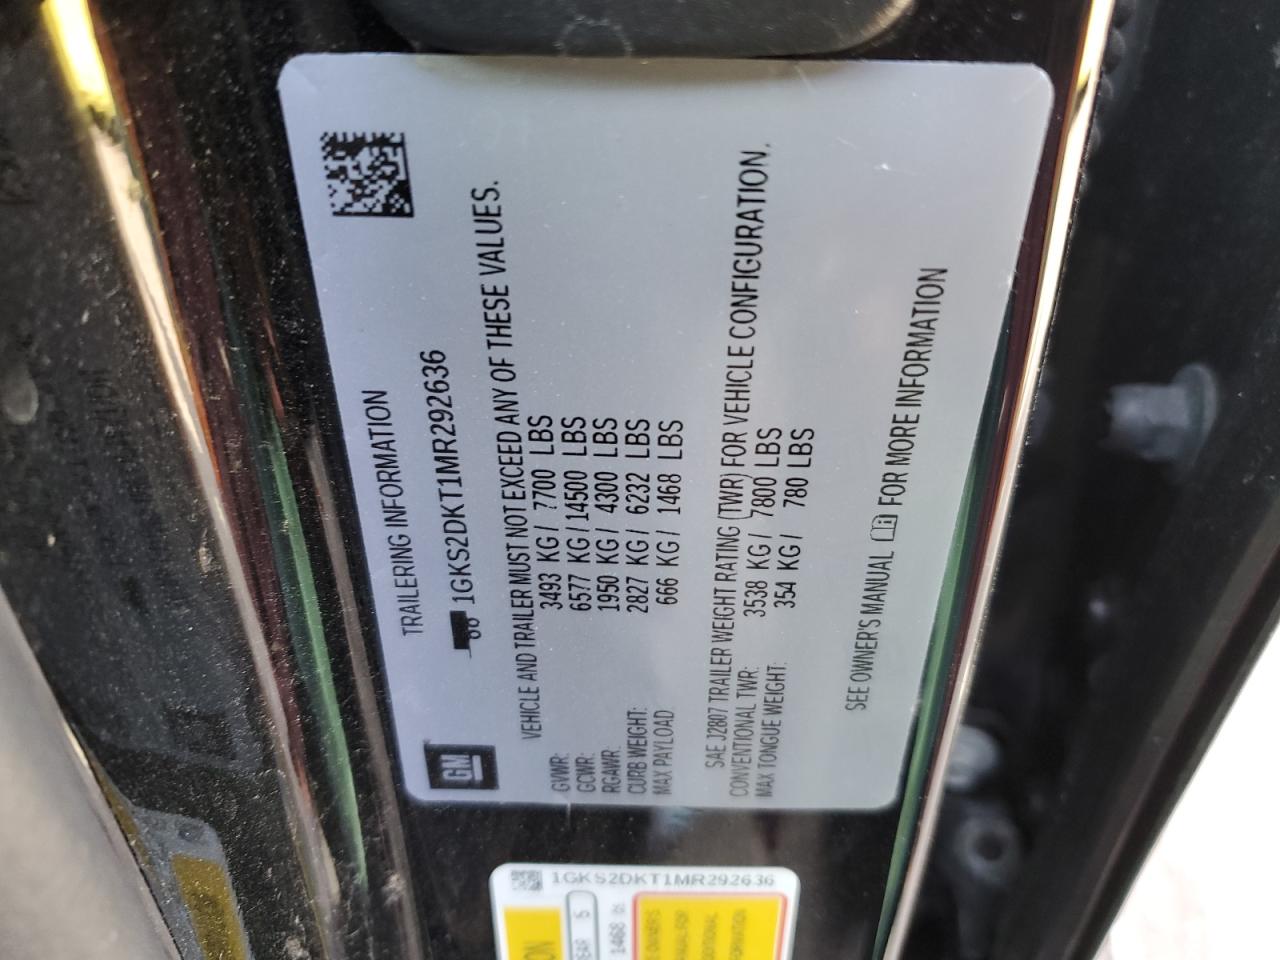 TRAILERING INFORMATION
GM
1GKS2DKT1MR292636
VEHICLE AND TRAILER MUST NOT EXCEED ANY OF THESE VALUES.
GVWR: 3493 KG / 7700 LBS
GCWR: 6577 KG / 14500 LBS
RGAWR: 1950 KG / 4300 LBS
CURB WEIGHT: 2827 KG / 6232 LBS
MAX PAYLOAD 666 KG / 1468 LBS
SAE J2807 TRAILER WEIGHT RATING (TWR) FOR VEHICLE CONFIGURATION.
CONVENTIONAL TWR: 3538 KG / 7800 LBS
MAX TONGUE WEIGHT: 354 KG / 780 LBS
SEE OWNER'S MANUAL FOR MORE INFORMATION
1GKS2DKT1MR292636
EAR 5
1468